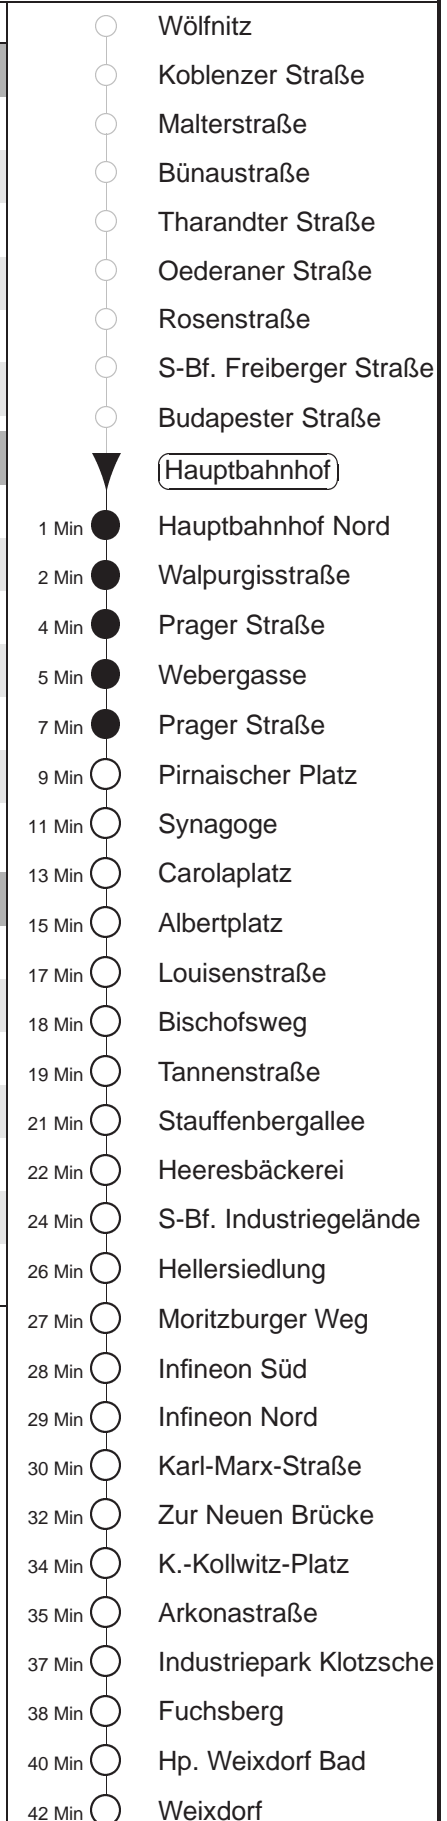 Wölfnitz
Koblenzer Straße
Malterstraße
Bünaustraße
Tharandter Straße
Oederaner Straße
Rosenstraße
S-Bf. Freiberger Straße
Budapester Straße
Hauptbahnhof
1 Min Hauptbahnhof Nord
2 Min Walpurgisstraße
4 Min Prager Straße
5 Min Webergasse
7 Min Prager Straße
9 Min Pirnaischer Platz
11 Min Synagoge
13 Min Carolaplatz
15 Min Albertplatz
17 Min Louisenstraße
18 Min Bischofsweg
19 Min Tannenstraße
21 Min Stauffenbergallee
22 Min Heeresbäckerei
24 Min S-Bf. Industriegelände
26 Min Hellersiedlung
27 Min Moritzburger Weg
28 Min Infineon Süd
29 Min Infineon Nord
30 Min Karl-Marx-Straße
32 Min Zur Neuen Brücke
34 Min K.-Kollwitz-Platz
35 Min Arkonastraße
37 Min Industriepark Klotzsche
38 Min Fuchsberg
40 Min Hp. Weixdorf Bad
42 Min Weixdorf